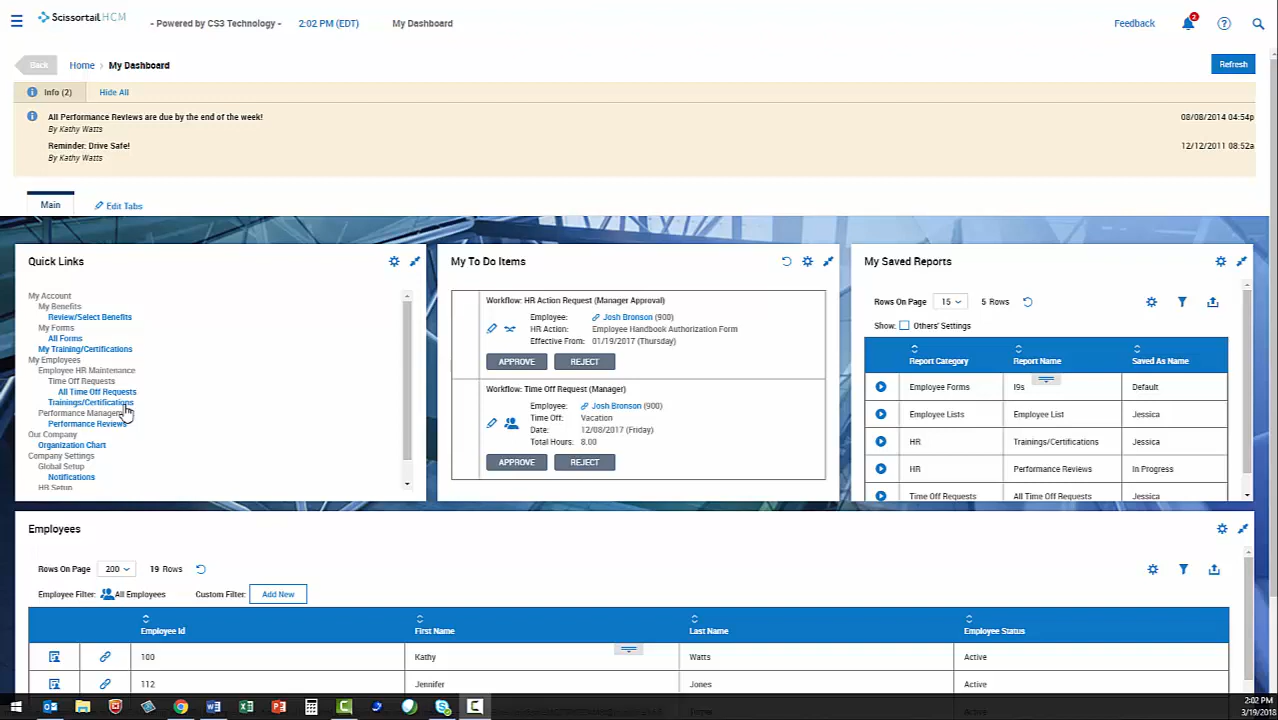 Scissortail HCM
- Powered by CS3 Technology -
2:02 PM (EDT)
My Dashboard
Feedback
2
Back
Home > My Dashboard
Refresh
Info (2)
Hide All
All Performance Reviews are due by the end of the week!
08/08/2014 04:54p
By Kathy Watts
Reminder: Drive Safe!
12/12/2011 08:52a
By Kathy Watts
Main
Edit Tabs
Quick Links
My Account
My Benefits
Review/Select Benefits
My Forms
All Forms
My Training/Certifications
My Employees
Employee HR Maintenance
Time Off Requests
All Time Off Requests
Trainings/Certifications
Performance Managem
Performance Reviews
Our Company
Organization Chart
Company Settings
Global Setup
Notifications
HR Setup
My To Do Items
Workflow: HR Action Request (Manager Approval)
Employee: Josh Bronson (900)
HR Action: Employee Handbook Authorization Form
Effective From: 01/19/2017 (Thursday)
APPROVE REJECT
Workflow: Time Off Request (Manager)
Employee: Josh Bronson (900)
Time Off: Vacation
Date: 12/08/2017 (Friday)
Total Hours: 8.00
APPROVE REJECT
My Saved Reports
Rows On Page 15 5 Rows
Show: Others' Settings
Report Category Report Name Saved As Name
Employee Forms I9s Default
Employee Lists Employee List Jessica
HR Trainings/Certifications Jessica
HR Performance Reviews In Progress
Time Off Requests All Time Off Requests Jessica
Employees
Rows On Page 200 19 Rows
Employee Filter: All Employees Custom Filter: Add New
Employee Id First Name Last Name Employee Status
100 Kathy Watts Active
112 Jennifer Jones Active
2:02 PM
3/19/2018